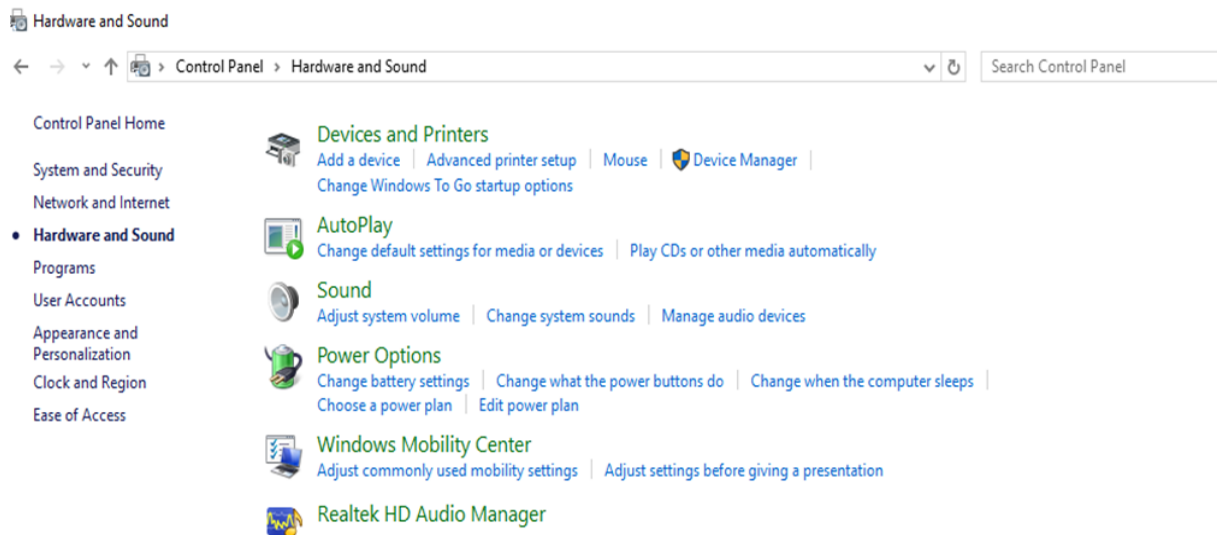 Hardware and Sound
Control Panel > Hardware and Sound
Search Control Panel
Control Panel Home
System and Security
Network and Internet
Hardware and Sound
Programs
User Accounts
Appearance and
Personalization
Clock and Region
Ease of Access
Devices and Printers
Add a device | Advanced printer setup | Mouse | Device Manager |
Change Windows To Go startup options
AutoPlay
Change default settings for media or devices | Play CDs or other media automatically
Sound
Adjust system volume | Change system sounds | Manage audio devices
Power Options
Change battery settings | Change what the power buttons do | Change when the computer sleeps |
Choose a power plan | Edit power plan
Windows Mobility Center
Adjust commonly used mobility settings | Adjust settings before giving a presentation
Realtek HD Audio Manager